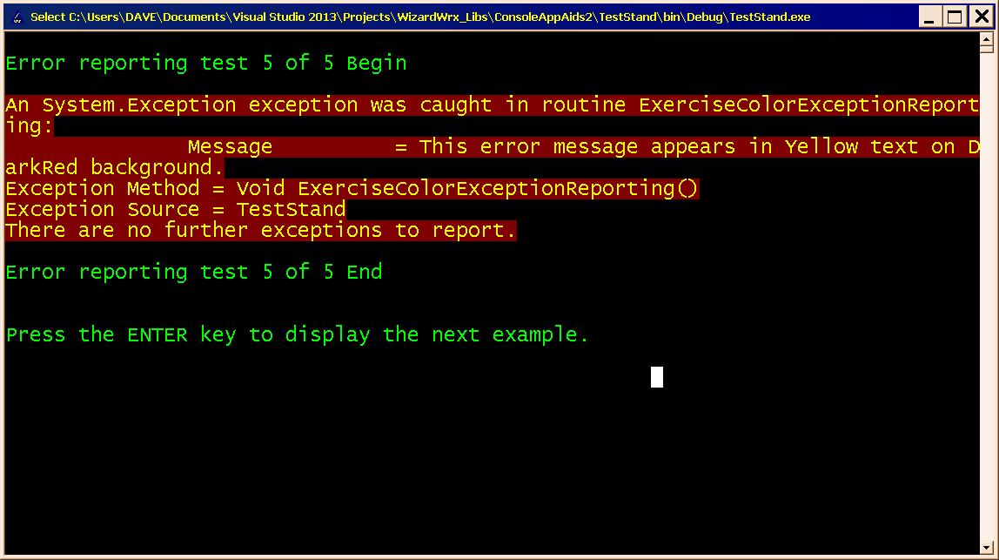 Select C:\Users\DAVE\Documents\Visual Studio 2013\Projects\WizardWrx_Libs\ConsoleAppAids2\TestStand\bin\Debug\TestStand.exe
Error reporting test 5 of 5 Begin
An System.Exception exception was caught in routine ExerciseColorExceptionReport
ing:
Message = This error message appears in Yellow text on D
arkRed background.
Exception Method = Void ExerciseColorExceptionReporting()
Exception Source = TestStand
There are no further exceptions to report.
Error reporting test 5 of 5 End
Press the ENTER key to display the next example.